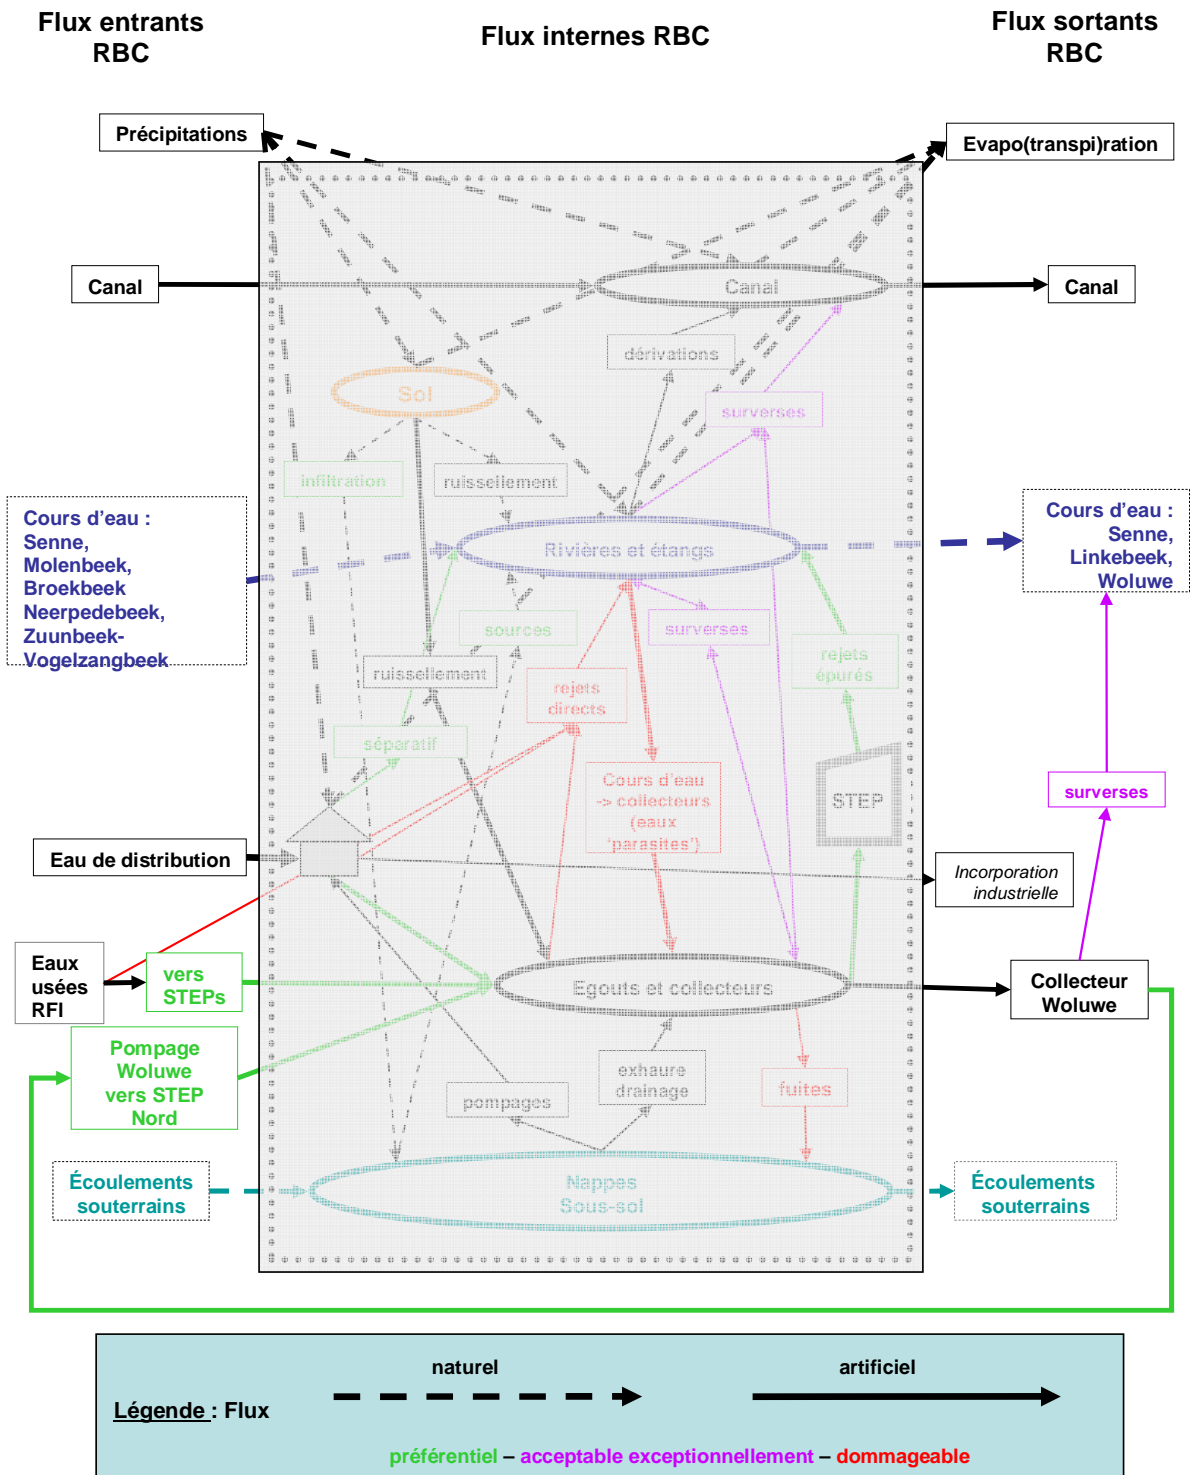 Flux entrants
RBC
Flux internes RBC
Flux sortants
RBC
Précipitations
Evapo(transpi)ration
Canal
Canal
Canal
dérivations
Sol
surverses
infiltration
ruissellement
Cours d'eau :
Senne,
Molenbeek,
Broekbeek
Neerpedebeek,
Zuunbeek-
Vogelzangbeek
Rivières et étangs
Cours d'eau :
Senne,
Linkebeek,
Woluwe
sources
surverses
ruissellement
rejets
directs
rejets
épurés
séparatif
Cours d'eau
-> collecteurs
(eaux
'parasites')
STEP
surverses
Eau de distribution
Incorporation
industrielle
Eaux
usées
RFI
vers
STEPs
Egouts et collecteurs
Collecteur
Woluwe
Pompage
Woluwe
vers STEP
Nord
pompages
exhaure
drainage
fuites
Écoulements
souterrains
Nappes
Sous-sol
Écoulements
souterrains
naturel
artificiel
Légende : Flux
préférentiel – acceptable exceptionnellement – dommageable